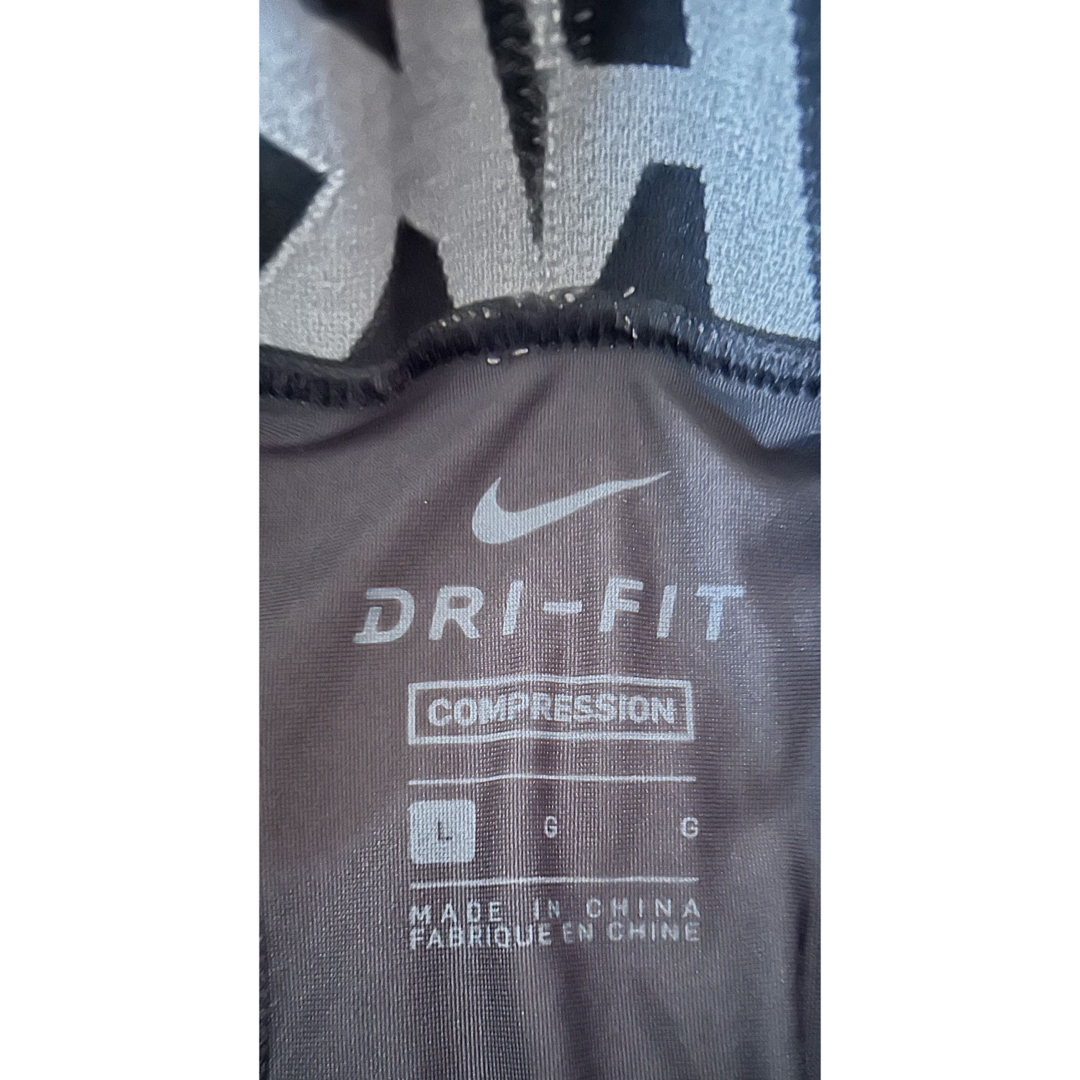 DRI-FIT
COMPRESSION
L G G
MADE IN CHINA
FABRIQUE EN CHINE